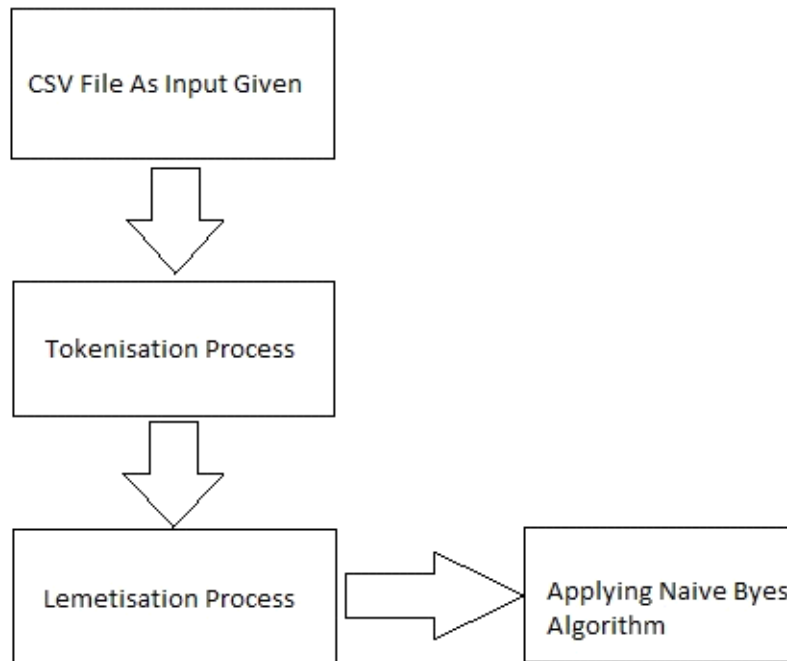 CSV File As Input Given
Tokenisation Process
Lemetisation Process
Applying Naive Byes
Algorithm